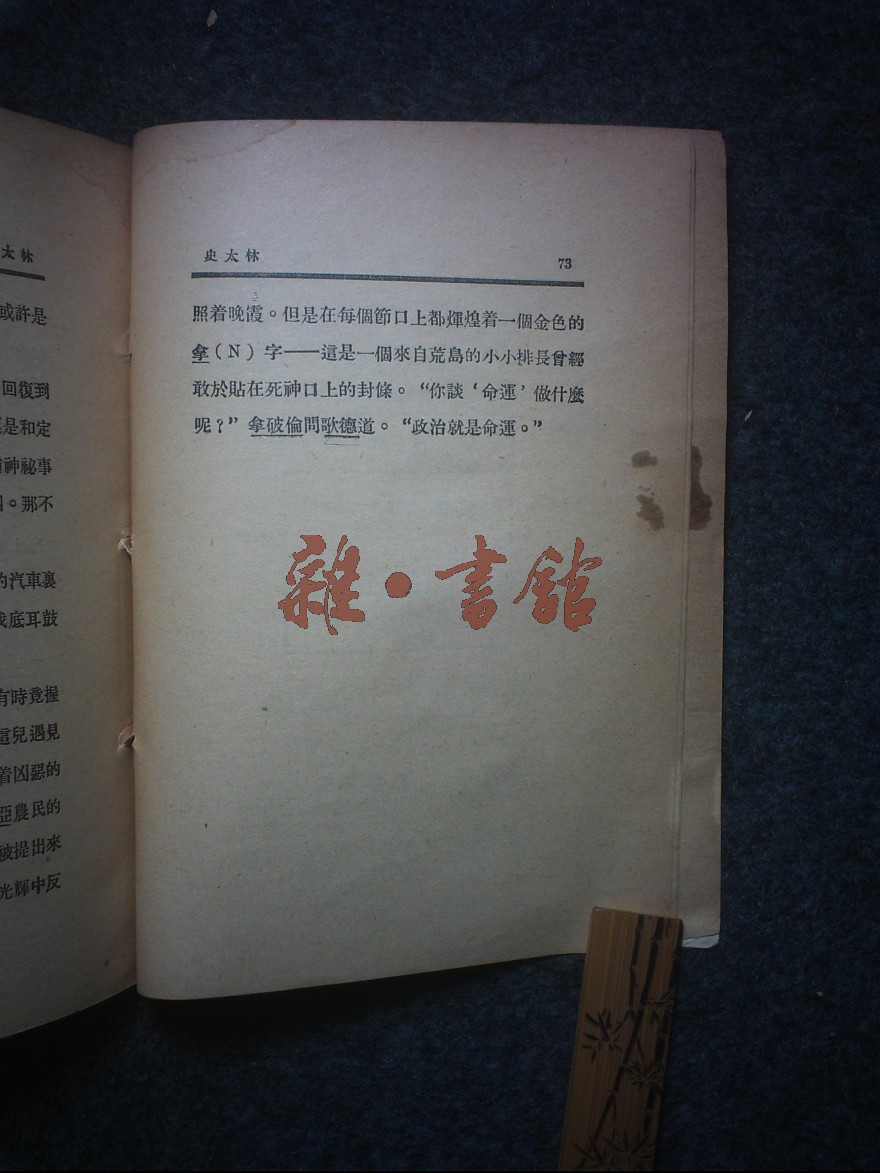 太林
或許是
回復到
是和定
神祕事
。那不
的汽車裏
我底耳鼓
有時竟握
這兒遇見
着凶惡的
亞農民的
被提出來
光輝中反
史太林 73
照着晚霞。但是在每個節口上都煇煌着一個金色的
拿(N)字——這是一個來自荒島的小小排長曾經
敢於貼在死神口上的封條。“你談‘命運’做什麼
呢?”拿破倫問歌德道。“政治就是命運。”
雜·書館